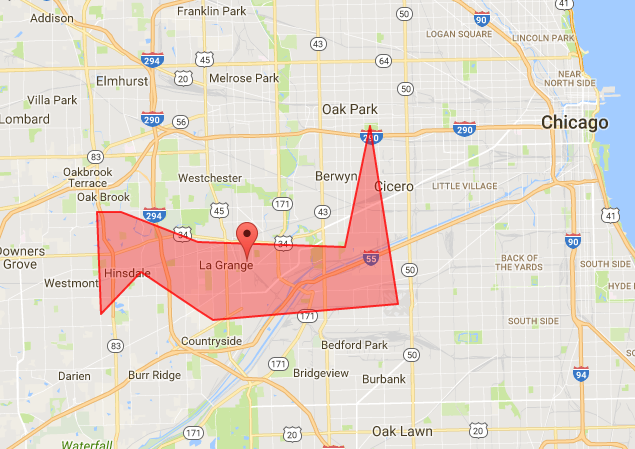 Franklin Park
Addison
50
41
90
LOGAN SQUARE
LINCOLN PARK
43
294
45
64
Elmhurst
20
Melrose Park
NEAR
NORTH SIDE
50
Villa Park
Oak Park
Lombard
290
56
290
290
Chicago
83
Oakbrook
Terrace
Westchester
Berwyn
Cicero
LITTLE VILLAGE
Oak Brook
171
45
294
43
41
34
34
90
Downers
Grove
La Grange
55
50
BACK OF
THE YARDS
SOUTH SIDE
Hinsdale
Westmont
HYDE
171
SOUTH SIDE
83
Countryside
Bedford Park
50
171
Darien
Burr Ridge
Bridgeview
Burbank
94
171
20
Oak Lawn
20
Waterfall